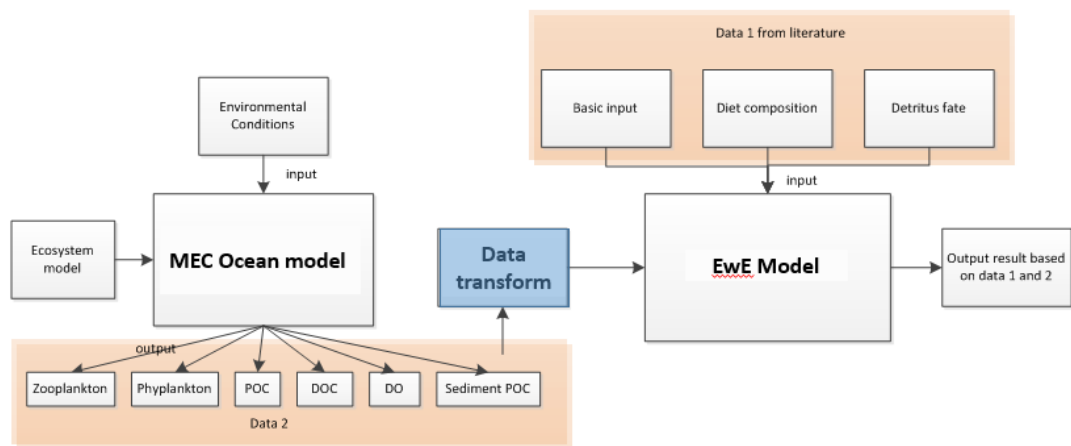 Data 1 from literature
Basic input
Diet composition
Detritus fate
Environmental
Conditions
input
input
Ecosystem
model
MEC Ocean model
Data
transform
EwE Model
Output result based
on data 1 and 2
output
Zooplankton
Phyplankton
POC
DOC
DO
Sediment POC
Data 2